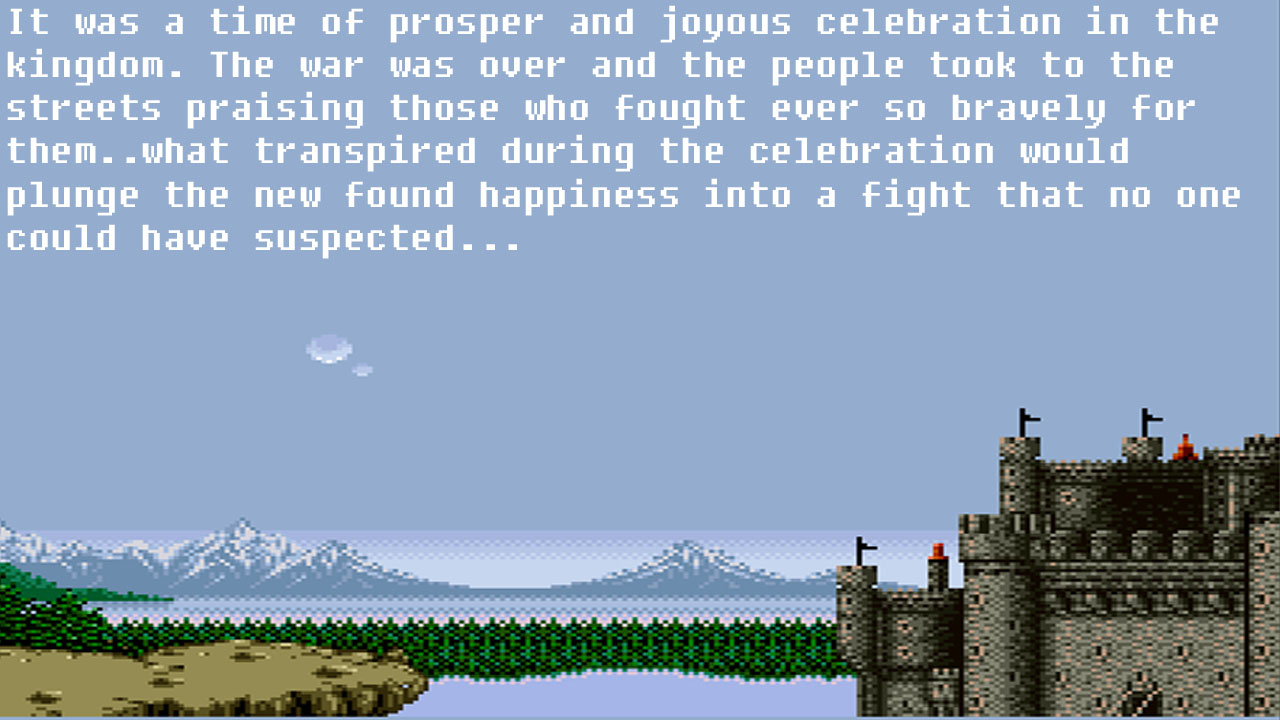 It was a time of prosper and joyous celebration in the
kingdom. The war was over and the people took to the
streets praising those who fought ever so bravely for
them..what transpired during the celebration would
plunge the new found happiness into a fight that no one
could have suspected...